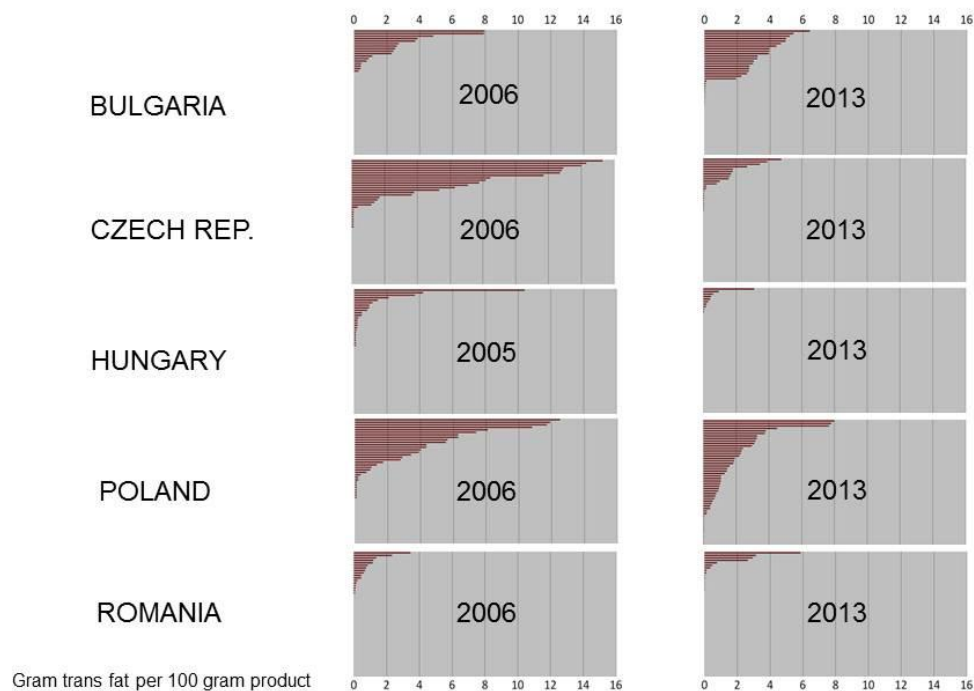 0 2 4 6 8 10 12 14 16 0 2 4 6 8 10 12 14 16
BULGARIA 2006 2013
CZECH REP. 2006 2013
HUNGARY 2005 2013
POLAND 2006 2013
ROMANIA 2006 2013
Gram trans fat per 100 gram product 0 2 4 6 8 10 12 14 16 0 2 4 6 8 10 12 14 16